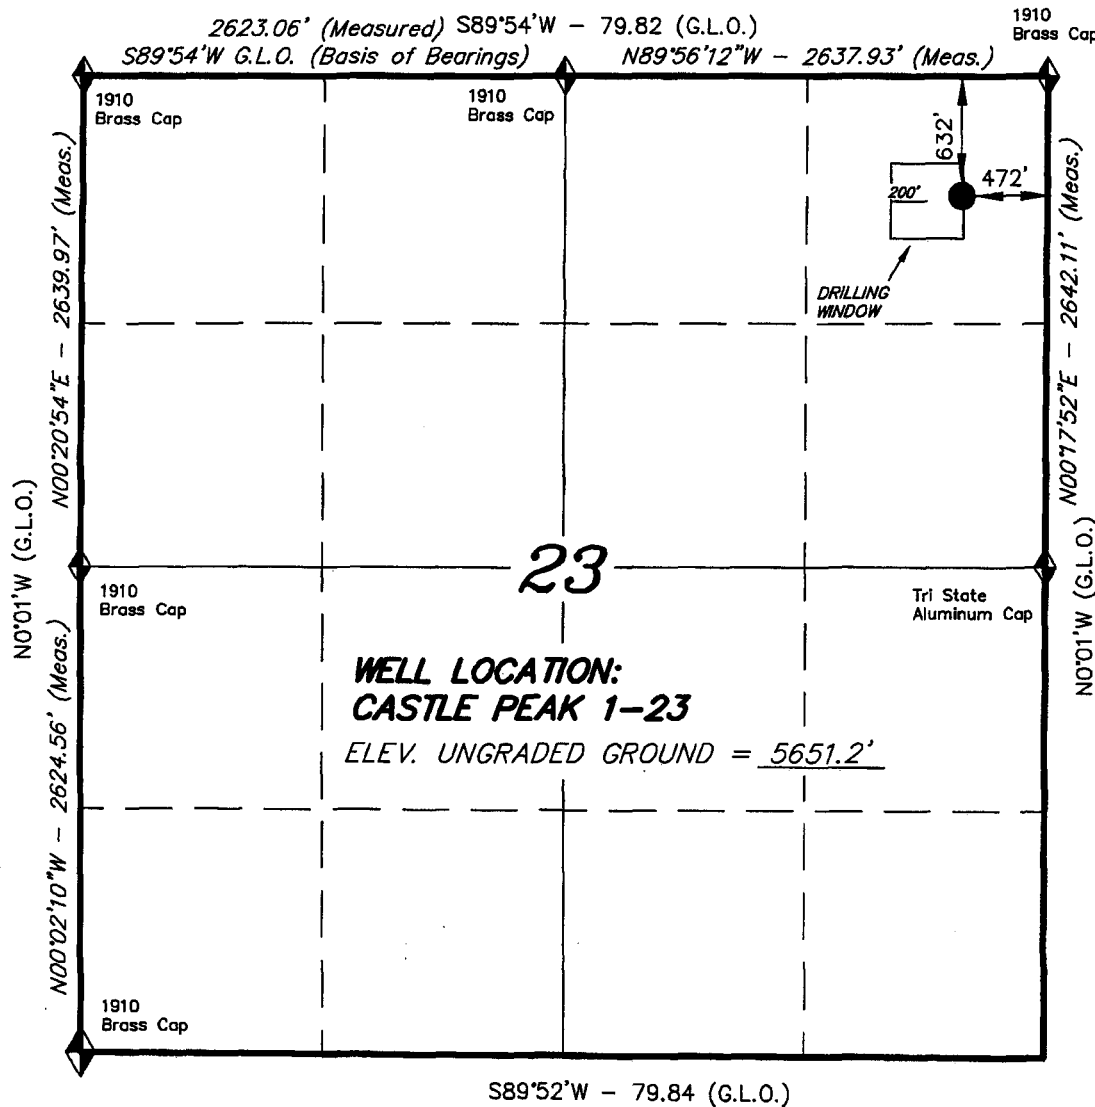 2623.06' (Measured) S89°54'W – 79.82 (G.L.O.)
S89°54'W G.L.O. (Basis of Bearings)
N89°56'12"W – 2637.93' (Meas.)
1910
Brass Cap
1910
Brass Cap
1910
Brass Cap
632'
472'
200'
DRILLING
WINDOW
N00°20'54"E – 2639.97' (Meas.)
N00°17'52"E – 2642.11' (Meas.)
N0°01'W (G.L.O.)
N0°01'W (G.L.O.)
23
1910
Brass Cap
Tri State
Aluminum Cap
WELL LOCATION:
CASTLE PEAK 1–23
ELEV. UNGRADED GROUND = 5651.2'
N00°02'10"W – 2624.56' (Meas.)
1910
Brass Cap
S89°52'W – 79.84 (G.L.O.)